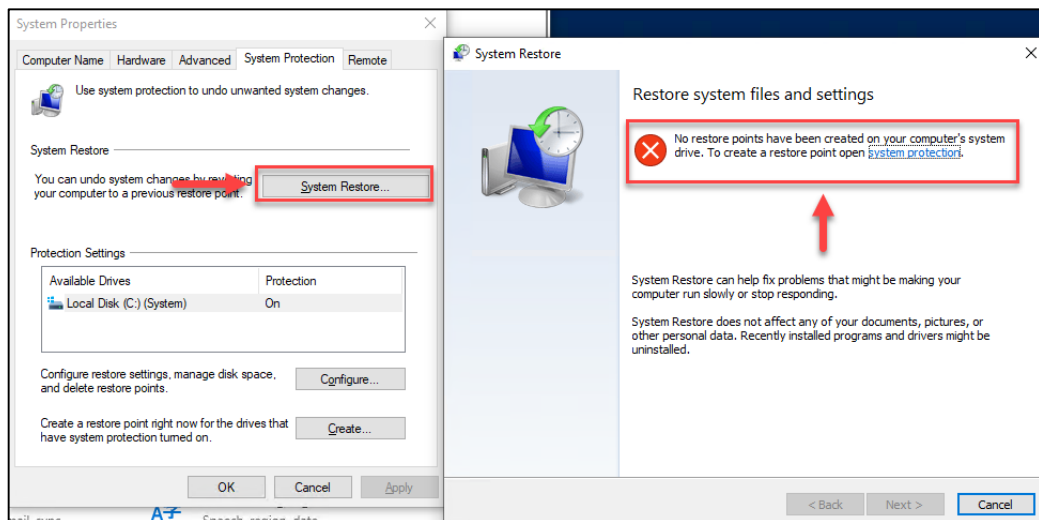 System Properties
Computer Name Hardware Advanced System Protection Remote
Use system protection to undo unwanted system changes.
System Restore
You can undo system changes by reverting
your computer to a previous restore point.
System Restore...
Protection Settings
Available Drives Protection
Local Disk (C:) (System) On
Configure restore settings, manage disk space,
and delete restore points.
Configure...
Create a restore point right now for the drives that
have system protection turned on.
Create...
OK Cancel Apply
A字
System Restore
Restore system files and settings
No restore points have been created on your computer's system
drive. To create a restore point open system protection.
System Restore can help fix problems that might be making your
computer run slowly or stop responding.
System Restore does not affect any of your documents, pictures, or
other personal data. Recently installed programs and drivers might be
uninstalled.
< Back Next > Cancel